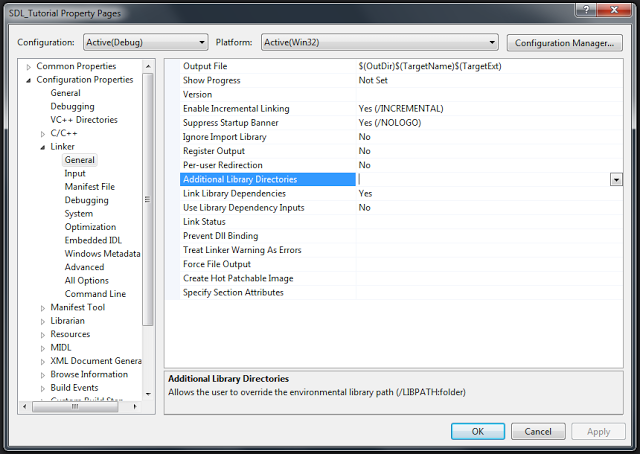 SDL_Tutorial Property Pages
Configuration: Active(Debug) Platform: Active(Win32) Configuration Manager...
Common Properties
Configuration Properties
General
Debugging
VC++ Directories
C/C++
Linker
General
Input
Manifest File
Debugging
System
Optimization
Embedded IDL
Windows Metadata
Advanced
All Options
Command Line
Manifest Tool
Librarian
Resources
MIDL
XML Document Genera
Browse Information
Build Events
Output File $(OutDir)$(TargetName)$(TargetExt)
Show Progress Not Set
Version
Enable Incremental Linking Yes (/INCREMENTAL)
Suppress Startup Banner Yes (/NOLOGO)
Ignore Import Library No
Register Output No
Per-user Redirection No
Additional Library Directories
Link Library Dependencies Yes
Use Library Dependency Inputs No
Link Status
Prevent Dll Binding
Treat Linker Warning As Errors
Force File Output
Create Hot Patchable Image
Specify Section Attributes
Additional Library Directories
Allows the user to override the environmental library path (/LIBPATH:folder)
OK Cancel Apply